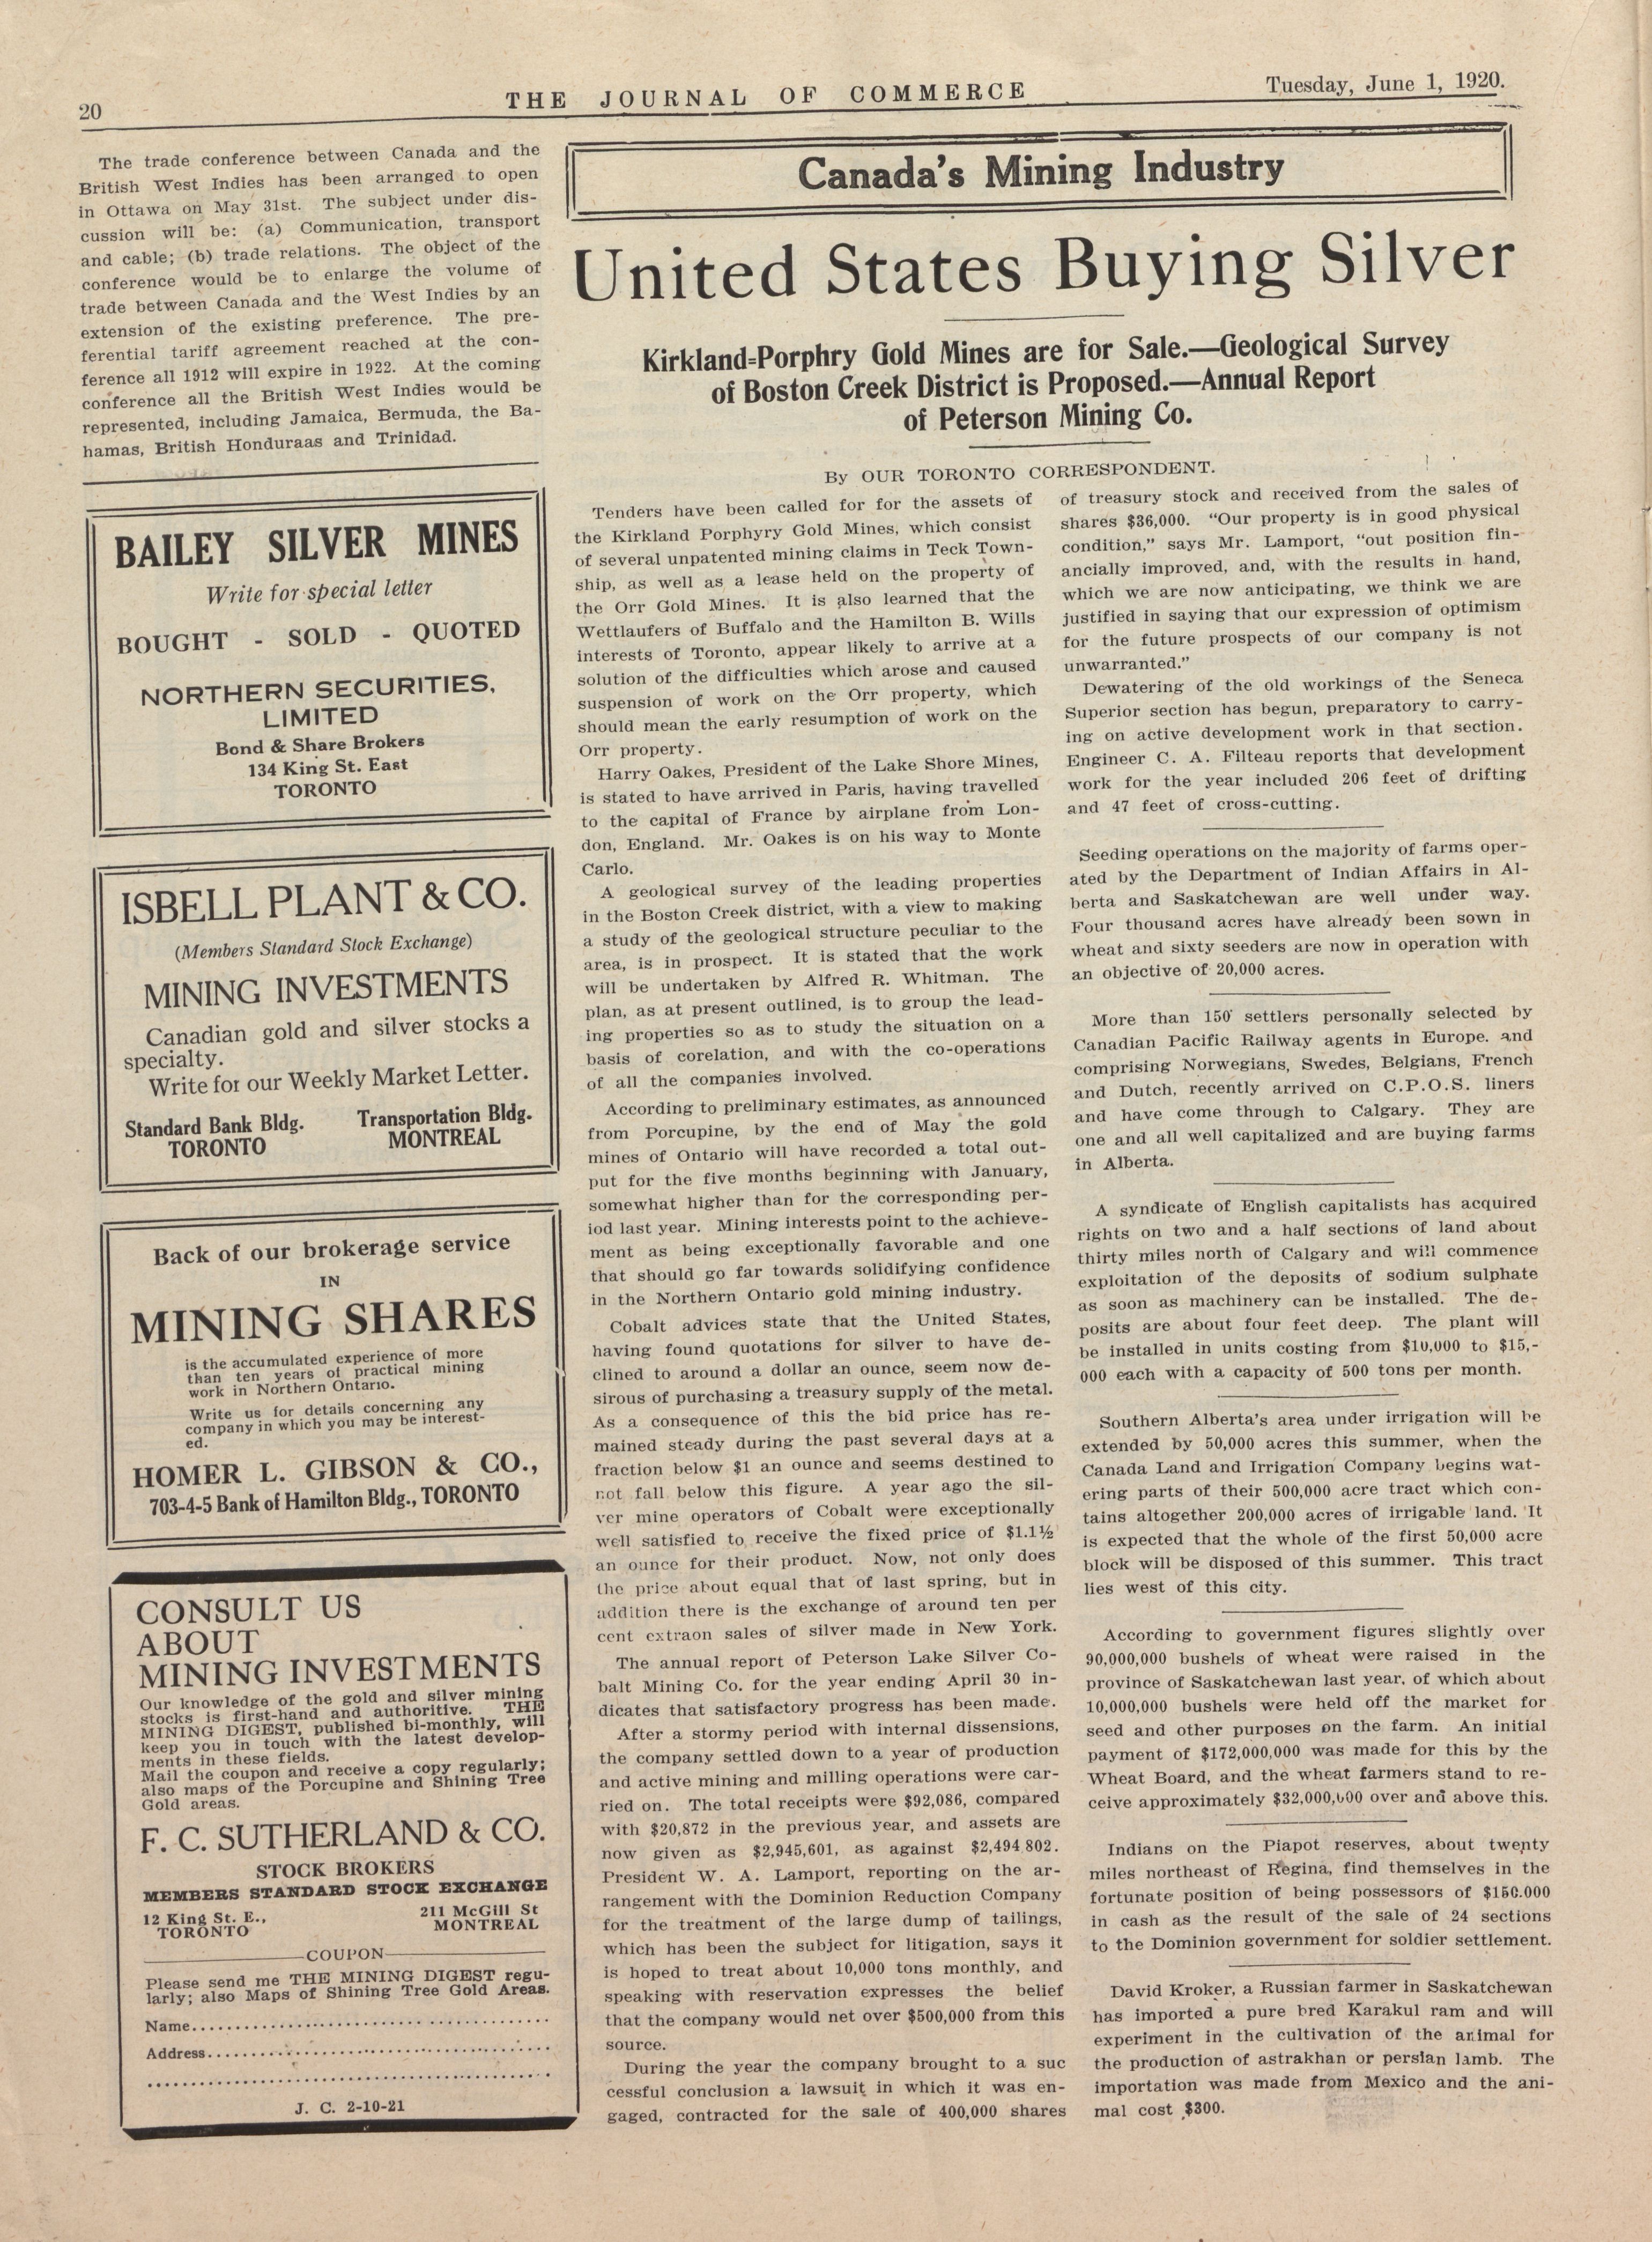 20
THE JOURNAL OF COMMERCE
Tuesday, June 1, 1920.
The trade conference between Canada and the
British West Indies has been arranged to open
in Ottawa on May 31st. The subject under dis-
cussion will be: (a) Communication, transport
and cable; (b) trade relations. The object of the
conference would be to enlarge the volume of
trade between Canada and the West Indies by an
extension of the existing preference. The pre-
ferential tariff agreement reached at the con-
ference all 1912 will expire in 1922. At the coming
conference all the British West Indies would be
represented, including Jamaica, Bermuda, the Ba-
hamas, British Honduraas and Trinidad.
BAILEY SILVER MINES
Write for special letter
BOUGHT - SOLD - QUOTED
NORTHERN SECURITIES,
LIMITED
Bond & Share Brokers
134 King St. East
TORONTO
ISBELL PLANT & CO.
(Members Standard Stock Exchange)
MINING INVESTMENTS
Canadian gold and silver stocks a
specialty.
Write for our Weekly Market Letter.
Standard Bank Bldg.
TORONTO
Transportation Bldg.
MONTREAL
Back of our brokerage service
IN
MINING SHARES
is the accumulated experience of more
than ten years of practical mining
work in Northern Ontario.
Write us for details concerning any
company in which you may be interest-
ed.
HOMER L. GIBSON & CO.,
703-4-5 Bank of Hamilton Bldg., TORONTO
CONSULT US
ABOUT
MINING INVESTMENTS
Our knowledge of the gold and silver mining
stocks is first-hand and authoritive. THE
MINING DIGEST, published bi-monthly, will
keep you in touch with the latest develop-
ments in these fields.
Mail the coupon and receive a copy regularly;
also maps of the Porcupine and Shining Tree
Gold areas.
F. C. SUTHERLAND & CO.
STOCK BROKERS
MEMBERS STANDARD STOCK EXCHANGE
12 King St. E.,
TORONTO
211 McGill St
MONTREAL
COUPON
Please send me THE MINING DIGEST regu-
larly; also Maps of Shining Tree Gold Areas.
Name
Address
J. C. 2-10-21
Canada's Mining Industry
United States Buying Silver
Kirkland=Porphry Gold Mines are for Sale.—Geological Survey
of Boston Creek District is Proposed.—Annual Report
of Peterson Mining Co.
By OUR TORONTO CORRESPONDENT.
Tenders have been called for for the assets of
the Kirkland Porphyry Gold Mines, which consist
of several unpatented mining claims in Teck Town-
ship, as well as a lease held on the property of
the Orr Gold Mines. It is also learned that the
Wettlaufers of Buffalo and the Hamilton B. Wills
interests of Toronto, appear likely to arrive at a
solution of the difficulties which arose and caused
suspension of work on the Orr property, which
should mean the early resumption of work on the
Orr property.
Harry Oakes, President of the Lake Shore Mines,
is stated to have arrived in Paris, having travelled
to the capital of France by airplane from Lon-
don, England. Mr. Oakes is on his way to Monte
Carlo.
A geological survey of the leading properties
in the Boston Creek district, with a view to making
a study of the geological structure peculiar to the
area, is in prospect. It is stated that the work
will be undertaken by Alfred R. Whitman. The
plan, as at present outlined, is to group the lead-
ing properties so as to study the situation on a
basis of corelation, and with the co-operations
of all the companies involved.
According to preliminary estimates, as announced
from Porcupine, by the end of May the gold
mines of Ontario will have recorded a total out-
put for the five months beginning with January,
somewhat higher than for the corresponding per-
iod last year. Mining interests point to the achieve-
ment as being exceptionally favorable and one
that should go far towards solidifying confidence
in the Northern Ontario gold mining industry.
Cobalt advices state that the United States,
having found quotations for silver to have de-
clined to around a dollar an ounce, seem now de-
sirous of purchasing a treasury supply of the metal.
As a consequence of this the bid price has re-
mained steady during the past several days at a
fraction below $1 an ounce and seems destined to
not fall below this figure. A year ago the sil-
ver mine operators of Cobalt were exceptionally
well satisfied to receive the fixed price of $1.1½
an ounce for their product. Now, not only does
the price about equal that of last spring, but in
addition there is the exchange of around ten per
cent extraon sales of silver made in New York.
The annual report of Peterson Lake Silver Co-
balt Mining Co. for the year ending April 30 in-
dicates that satisfactory progress has been made.
After a stormy period with internal dissensions,
the company settled down to a year of production
and active mining and milling operations were car-
ried on. The total receipts were $92,086, compared
with $20,872 in the previous year, and assets are
now given as $2,945,601, as against $2,494 802.
President W. A. Lamport, reporting on the ar-
rangement with the Dominion Reduction Company
for the treatment of the large dump of tailings,
which has been the subject for litigation, says it
is hoped to treat about 10,000 tons monthly, and
speaking with reservation expresses the belief
that the company would net over $500,000 from this
source.
During the year the company brought to a suc
cessful conclusion a lawsuit in which it was en-
gaged, contracted for the sale of 400,000 shares
of treasury stock and received from the sales of
shares $36,000. "Our property is in good physical
condition," says Mr. Lamport, "out position fin-
ancially improved, and, with the results in hand,
which we are now anticipating, we think we are
justified in saying that our expression of optimism
for the future prospects of our company is not
unwarranted."
Dewatering of the old workings of the Seneca
Superior section has begun, preparatory to carry-
ing on active development work in that section.
Engineer C. A. Filteau reports that development
work for the year included 206 feet of drifting
and 47 feet of cross-cutting.
Seeding operations on the majority of farms oper-
ated by the Department of Indian Affairs in Al-
berta and Saskatchewan are well under way.
Four thousand acres have already been sown in
wheat and sixty seeders are now in operation with
an objective of 20,000 acres.
More than 150 settlers personally selected by
Canadian Pacific Railway agents in Europe. and
comprising Norwegians, Swedes, Belgians, French
and Dutch, recently arrived on C.P.O.S. liners
and have come through to Calgary. They are
one and all well capitalized and are buying farms
in Alberta.
A syndicate of English capitalists has acquired
rights on two and a half sections of land about
thirty miles north of Calgary and will commence
exploitation of the deposits of sodium sulphate
as soon as machinery can be installed. The de-
posits are about four feet deep. The plant will
be installed in units costing from $10,000 to $15,-
000 each with a capacity of 500 tons per month.
Southern Alberta's area under irrigation will be
extended by 50,000 acres this summer, when the
Canada Land and Irrigation Company begins wat-
ering parts of their 500,000 acre tract which con-
tains altogether 200,000 acres of irrigable land. It
is expected that the whole of the first 50,000 acre
block will be disposed of this summer. This tract
lies west of this city.
According to government figures slightly over
90,000,000 bushels of wheat were raised in the
province of Saskatchewan last year, of which about
10,000,000 bushels were held off the market for
seed and other purposes on the farm. An initial
payment of $172,000,000 was made for this by the
Wheat Board, and the wheat farmers stand to re-
ceive approximately $32,000,000 over and above this.
Indians on the Piapot reserves, about twenty
miles northeast of Regina, find themselves in the
fortunate position of being possessors of $150.000
in cash as the result of the sale of 24 sections
to the Dominion government for soldier settlement.
David Kroker, a Russian farmer in Saskatchewan
has imported a pure bred Karakul ram and will
experiment in the cultivation of the animal for
the production of astrakhan or persian lamb. The
importation was made from Mexico and the ani-
mal cost $300.